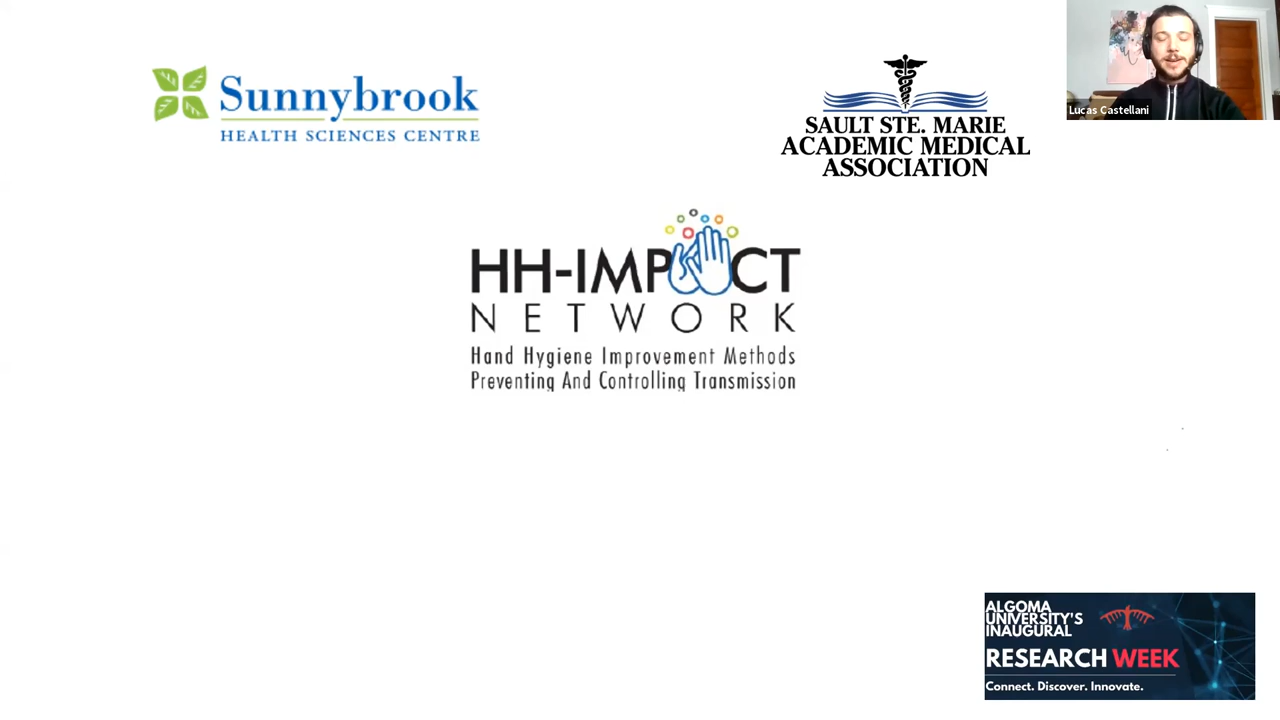 Sunnybrook
HEALTH SCIENCES CENTRE
SAULT STE. MARIE
ACADEMIC MEDICAL
ASSOCIATION
Lucas Castellani
HH-IMPACT
NETWORK
Hand Hygiene Improvement Methods
Preventing And Controlling Transmission
ALGOMA
UNIVERSITY'S
INAUGURAL
RESEARCH WEEK
Connect. Discover. Innovate.